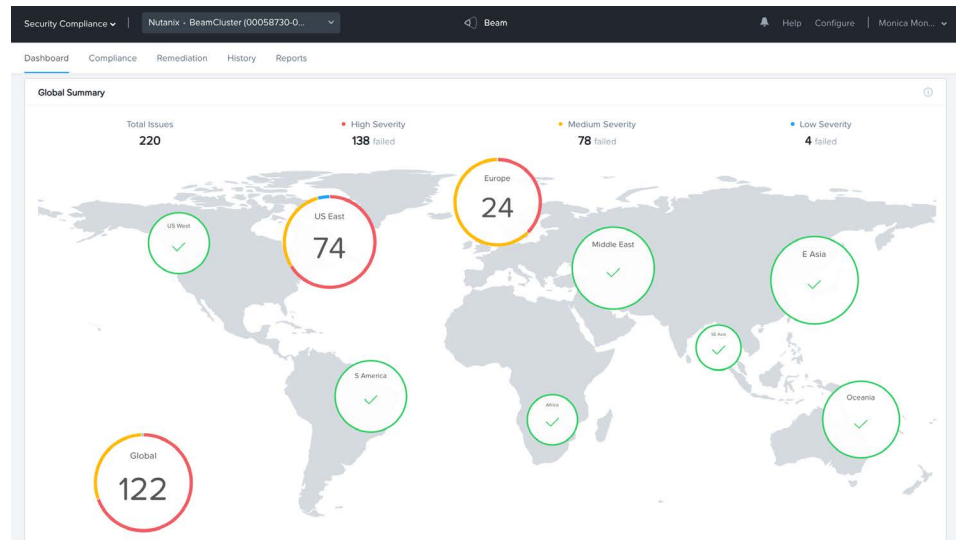 Security Compliance
Nutanix • BeamCluster (00058730-0...
Beam
Help Configure Monica Mon...
Dashboard Compliance Remediation History Reports
Global Summary
Total Issues
220
High Severity
138 failed
Medium Severity
78 failed
Low Severity
4 failed
Europe
24
US West
US East
74
Middle East
E Asia
SE Asia
S America
Africa
Oceania
Global
122